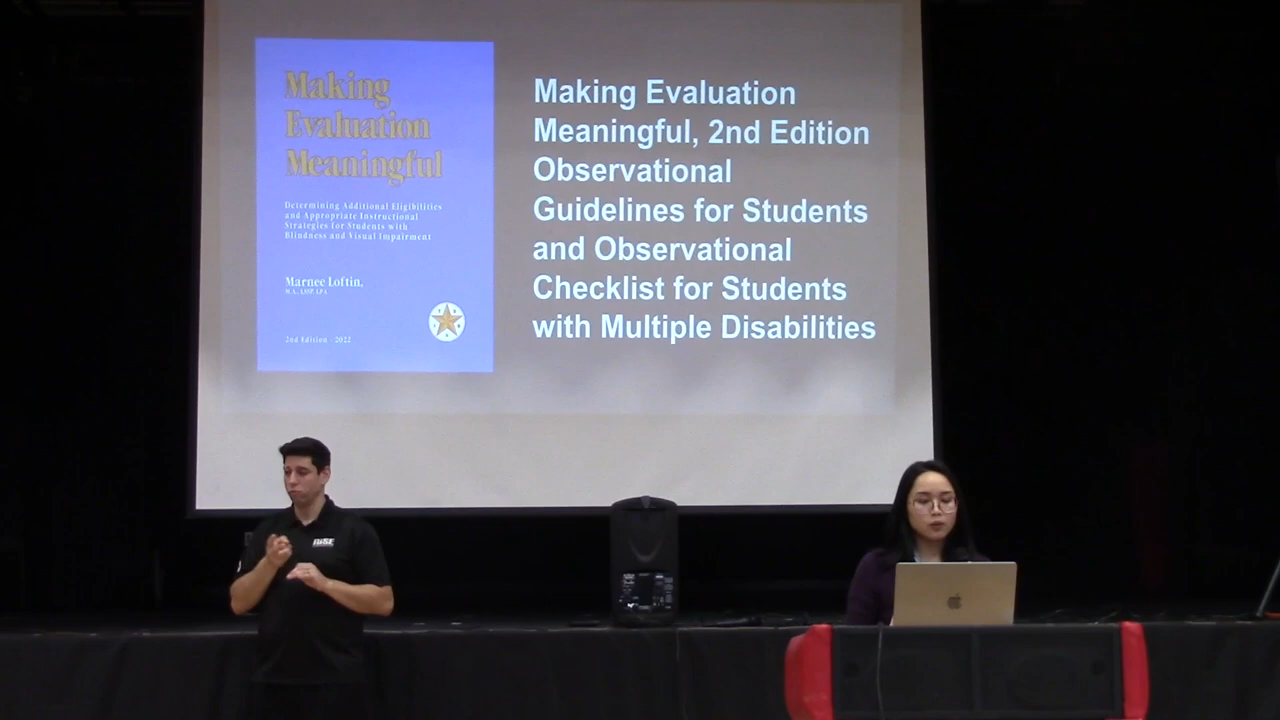 Making
Evaluation
Meaningful
Determining Additional Eligibilities
and Appropriate Instructional
Strategies for Students with
Blindness and Visual Impairment
Marnee Loftin,
M.A., LSSP, LPA
2nd Edition · 2022
Making Evaluation
Meaningful, 2nd Edition
Observational
Guidelines for Students
and Observational
Checklist for Students
with Multiple Disabilities